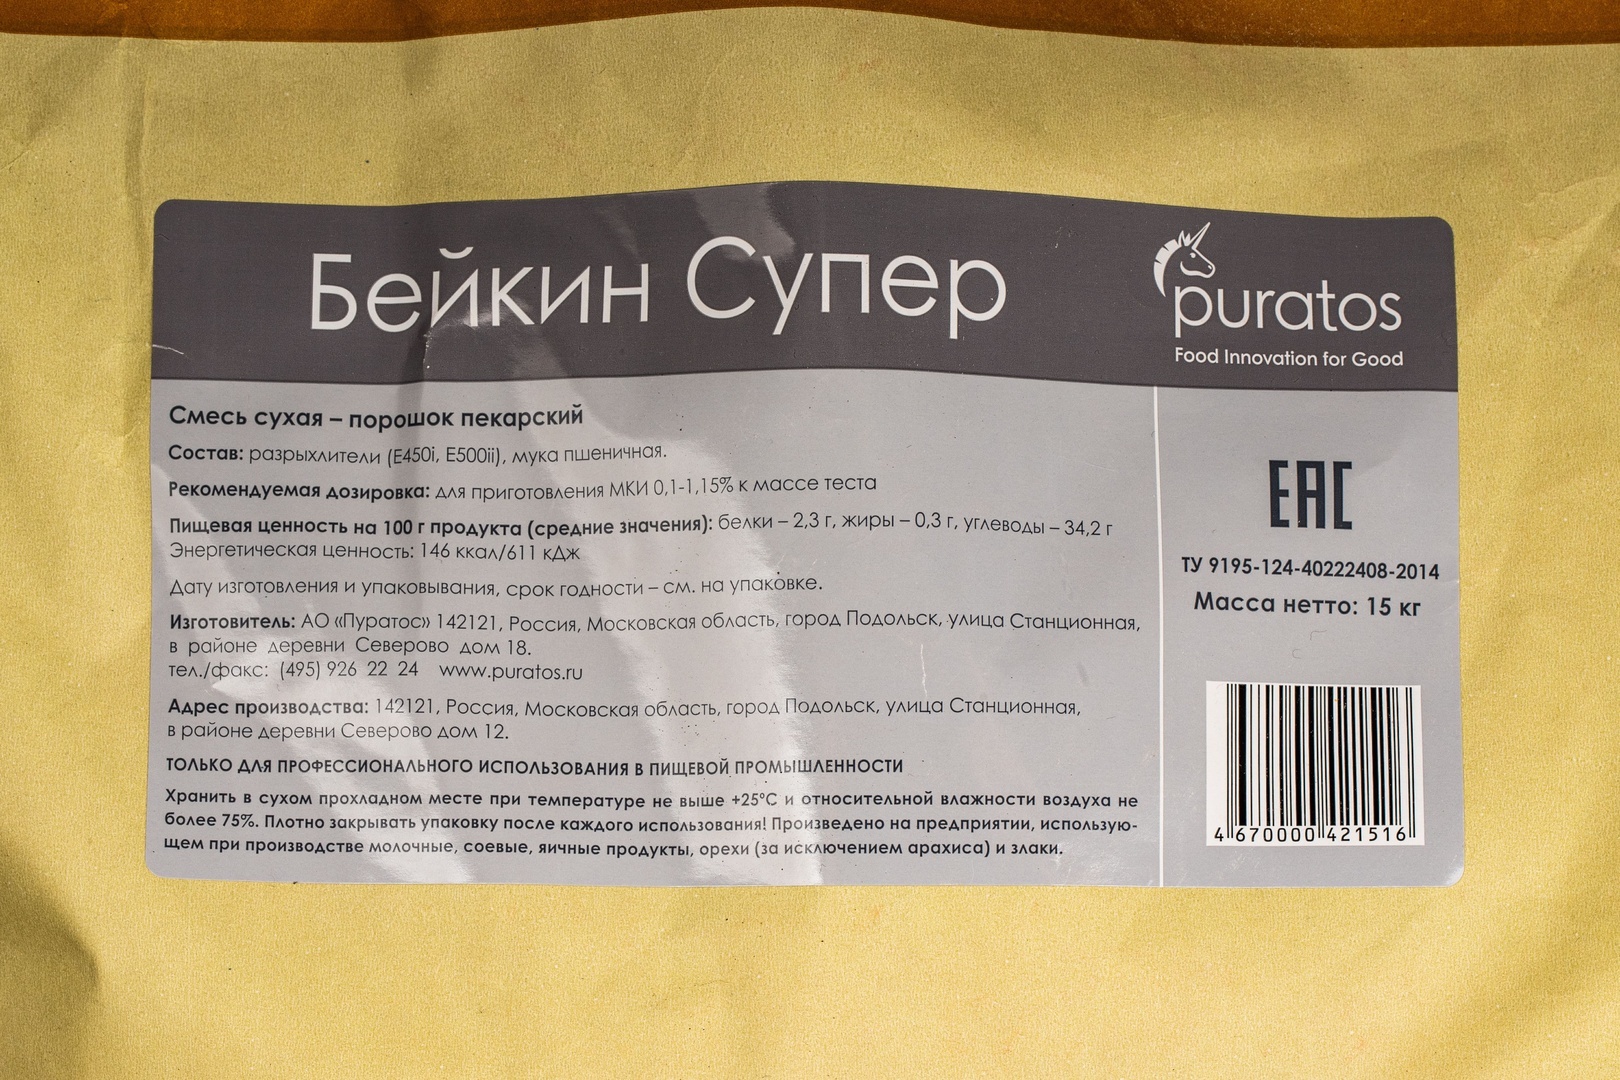 Бейкин Супер
puratos
Food Innovation for Good
Смесь сухая – порошок пекарский
Состав: разрыхлители (Е450i, Е500ii), мука пшеничная.
Рекомендуемая дозировка: для приготовления МКИ 0,1-1,15% к массе теста
Пищевая ценность на 100 г продукта (средние значения): белки – 2,3 г, жиры – 0,3 г, углеводы – 34,2 г
Энергетическая ценность: 146 ккал/611 кДж
Дату изготовления и упаковывания, срок годности – см. на упаковке.
Изготовитель: АО «Пуратос» 142121, Россия, Московская область, город Подольск, улица Станционная,
в районе деревни Северово дом 18.
тел./факс: (495) 926 22 24 www.puratos.ru
Адрес производства: 142121, Россия, Московская область, город Подольск, улица Станционная,
в районе деревни Северово дом 12.
ТОЛЬКО ДЛЯ ПРОФЕССИОНАЛЬНОГО ИСПОЛЬЗОВАНИЯ В ПИЩЕВОЙ ПРОМЫШЛЕННОСТИ
Хранить в сухом прохладном месте при температуре не выше +25°С и относительной влажности воздуха не
более 75%. Плотно закрывать упаковку после каждого использования! Произведено на предприятии, использую-
щем при производстве молочные, соевые, яичные продукты, орехи (за исключением арахиса) и злаки.
ЕАС
ТУ 9195-124-40222408-2014
Масса нетто: 15 кг
4 670000 421516